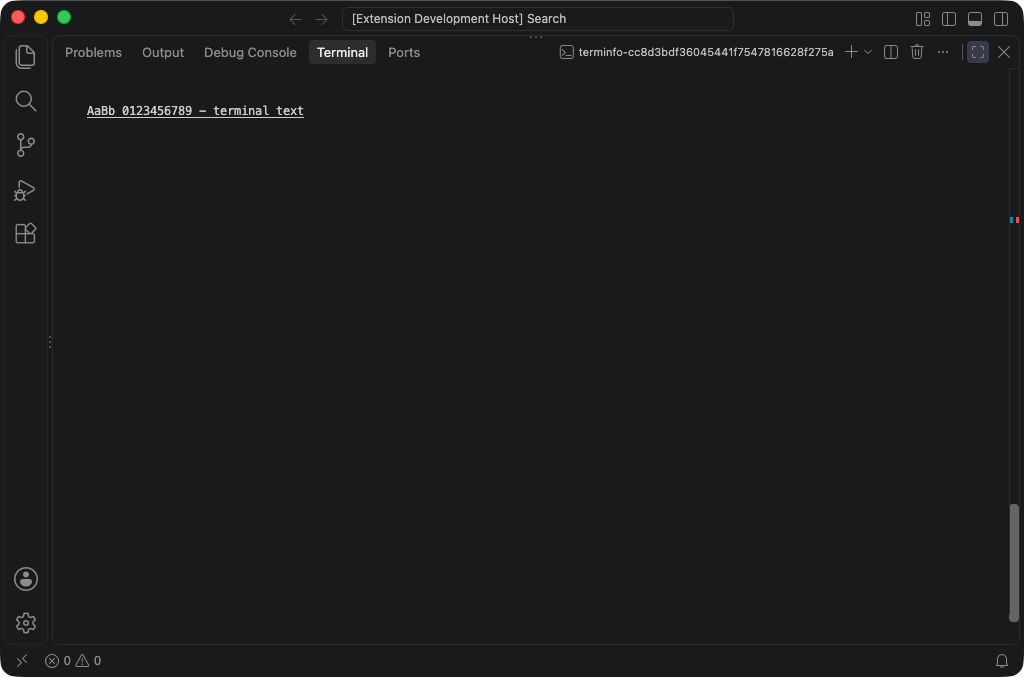 [Extension Development Host] Search
Problems Output Debug Console Terminal Ports terminfo-cc8d3bdf36045441f7547816628f275a
AaBb 0123456789 — terminal text
0 0